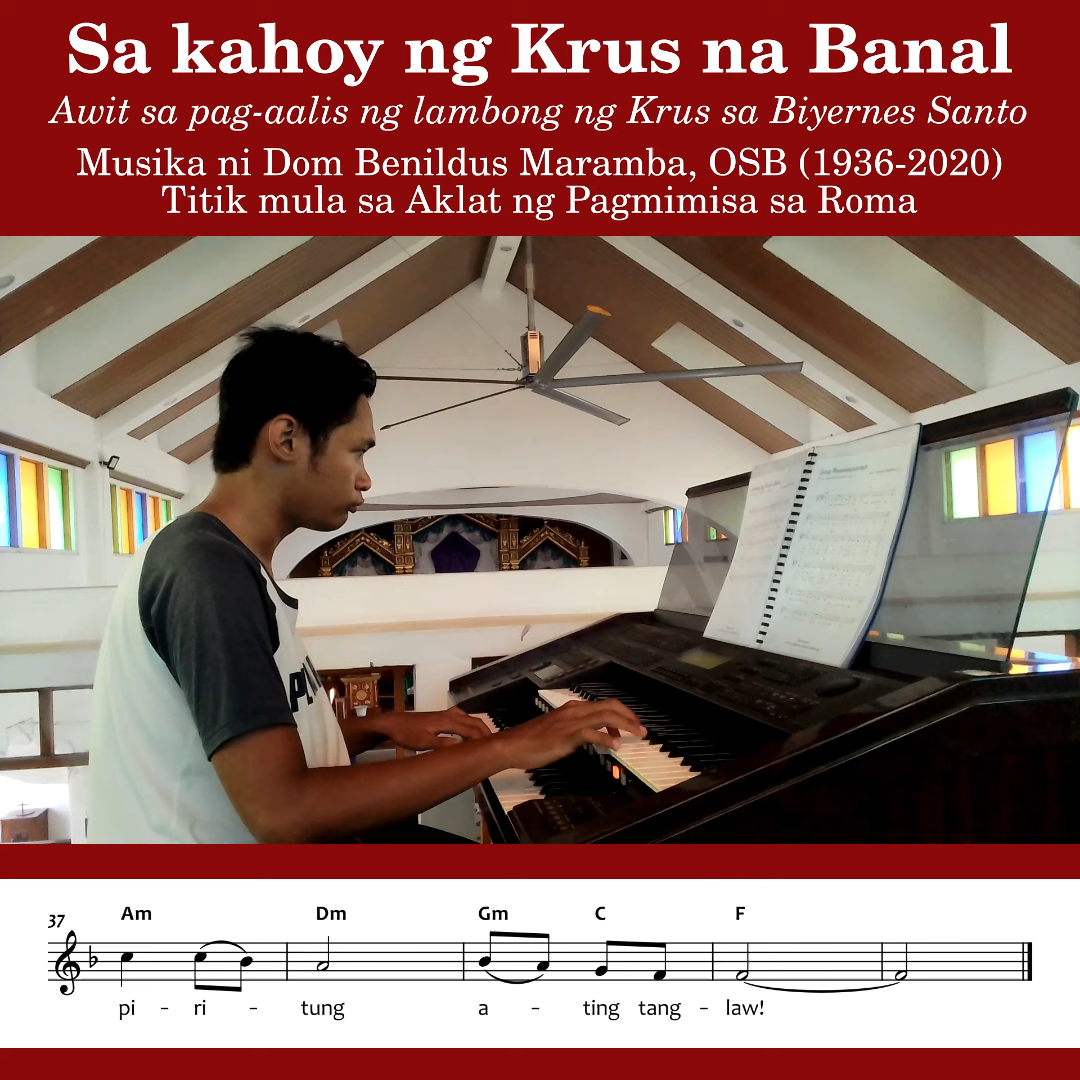 Sa kahoy ng Krus na Banal
Awit sa pag-aalis ng lambong ng Krus sa Biyernes Santo
Musika ni Dom Benildus Maramba, OSB (1936-2020)
Titik mula sa Aklat ng Pagmimisa sa Roma
37 Am Dm Gm C F
pi - ri - tung a - ting tang - law!